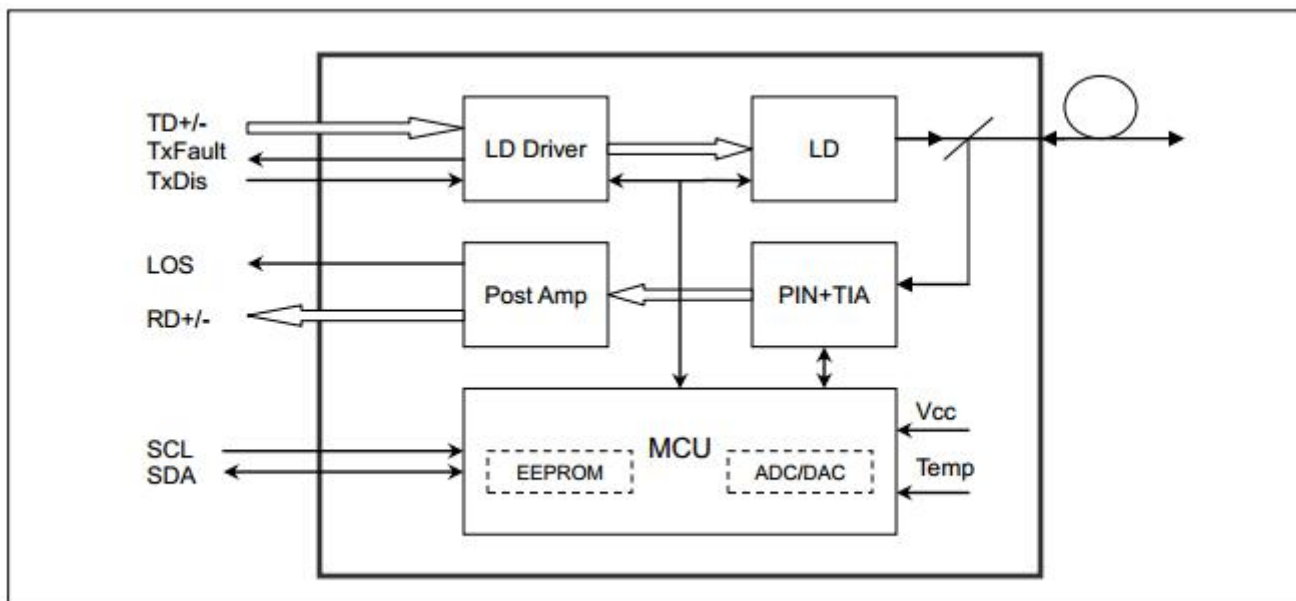 TD+/-
TxFault
TxDis
LD Driver
LD
LOS
RD+/-
Post Amp
PIN+TIA
SCL
SDA
MCU
EEPROM
ADC/DAC
Vcc
Temp